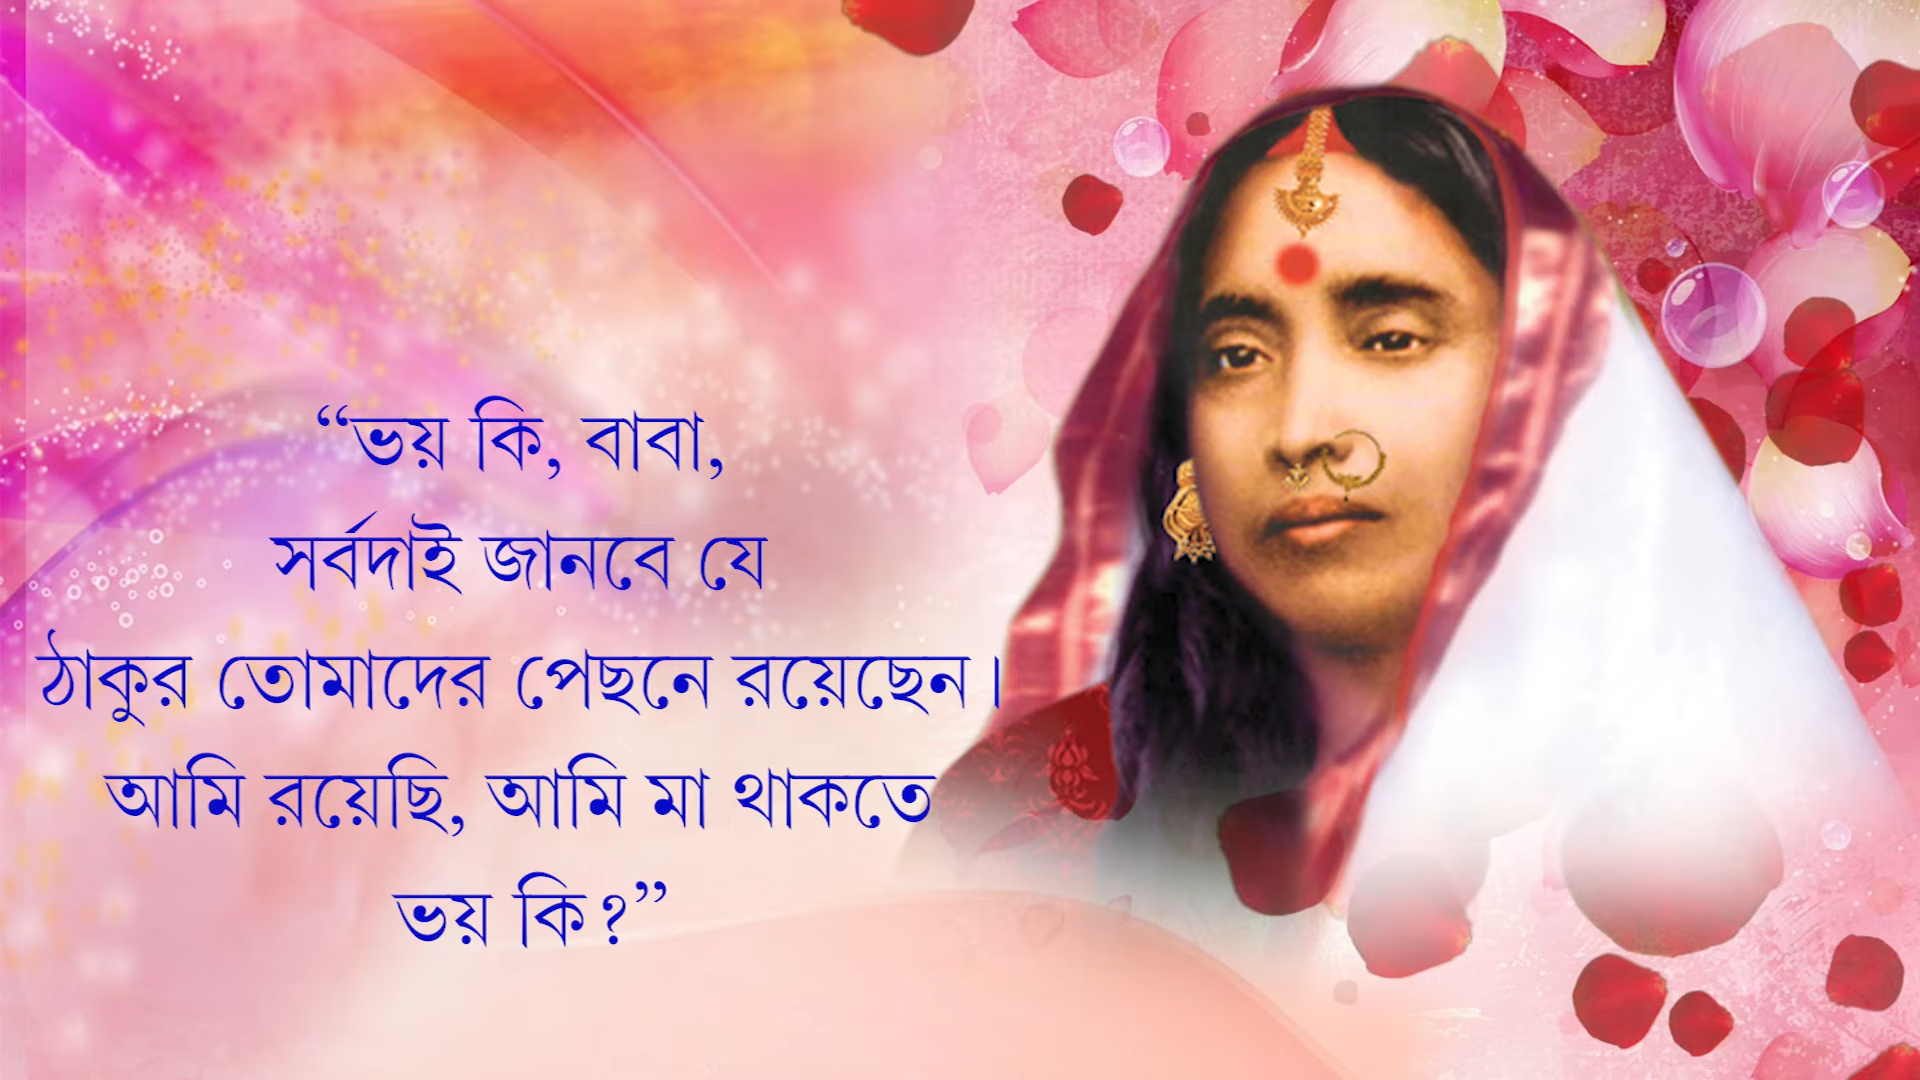 “ভয় কি, বাবা,
সর্বদাই জানবে যে
ঠাকুর তোমাদের পেছনে রয়েছেন।
আমি রয়েছি, আমি মা থাকতে
ভয় কি?”